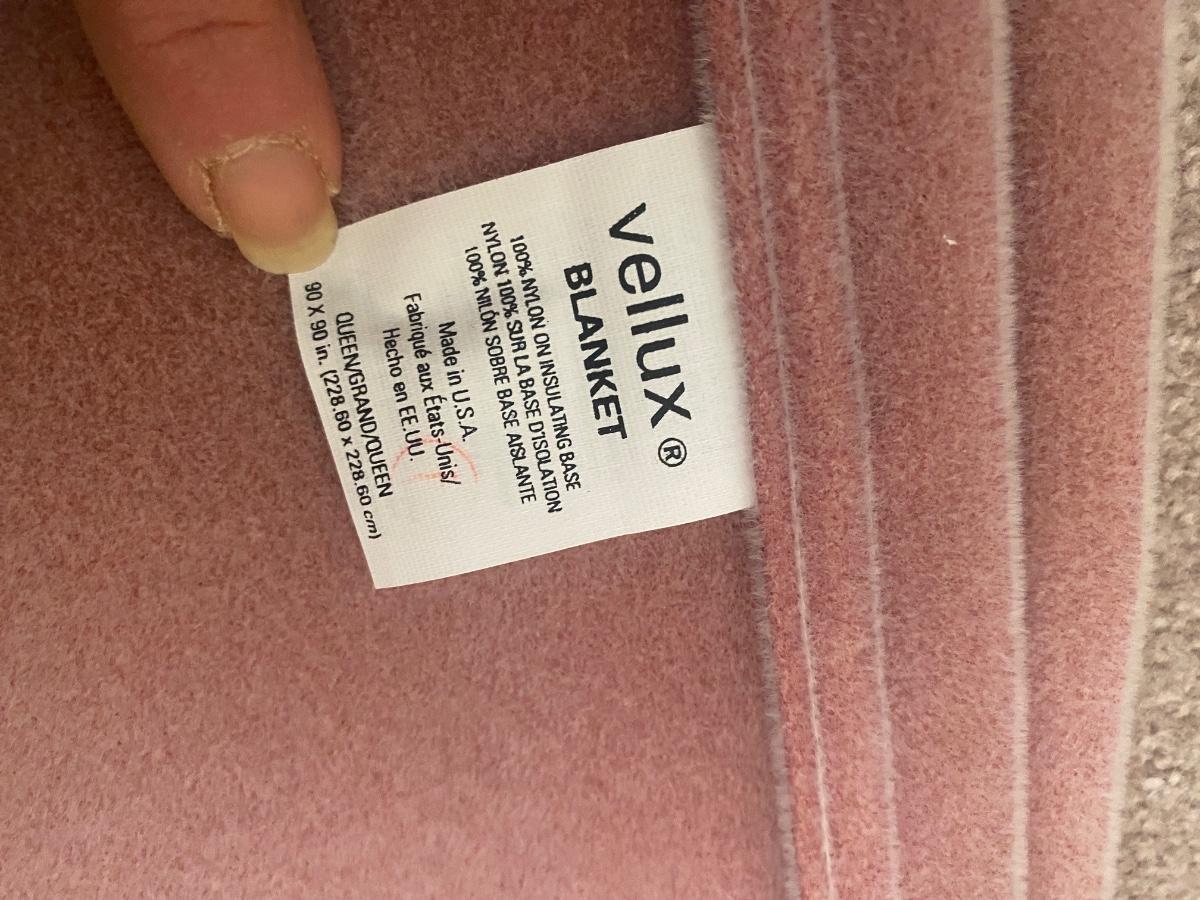 vellux®
BLANKET
100% NYLON ON INSULATING BASE
NYLON 100% SUR LA BASE D'ISOLATION
100% NILÓN SOBRE BASE AISLANTE
Made in U.S.A.
Fabriqué aux États-Unis/
Hecho en EE.UU.
QUEEN/GRAND/QUEEN
90 X 90 in. (228.60 x 228.60 cm)